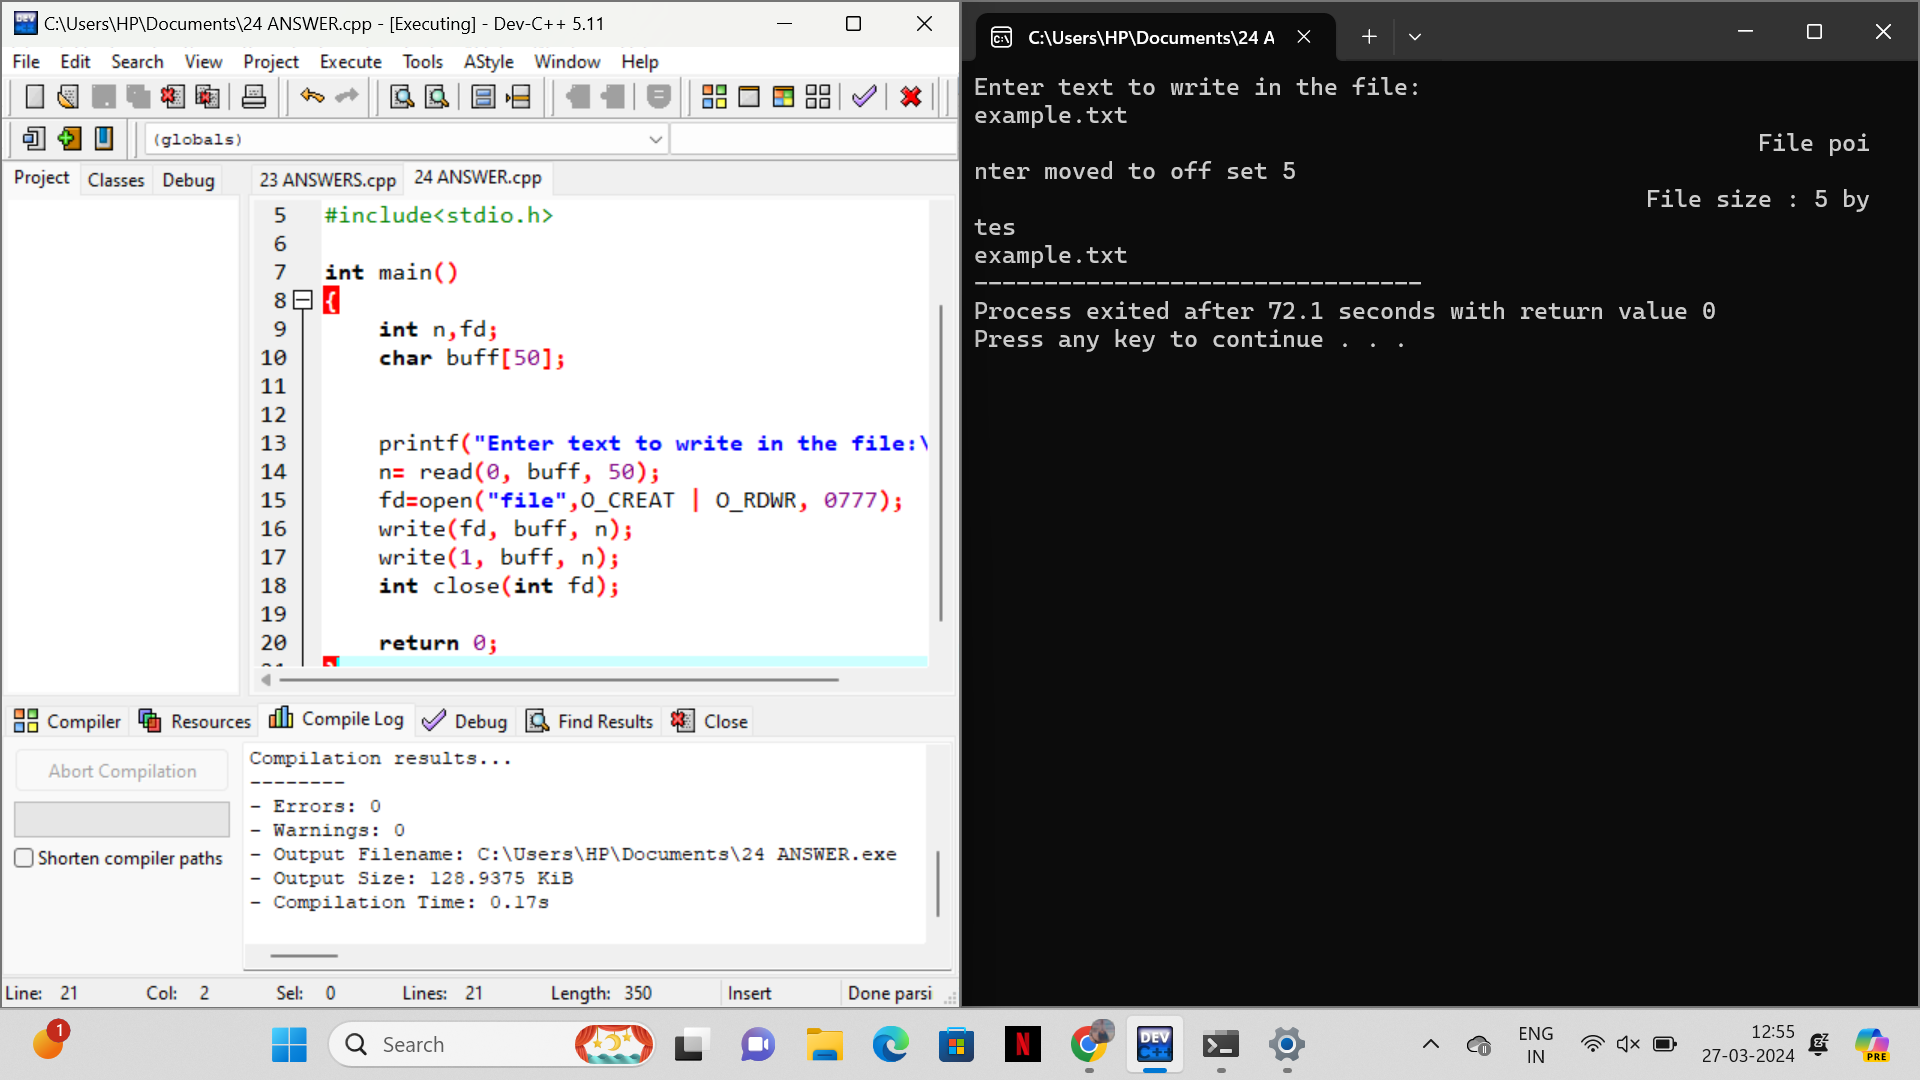 C:\Users\HP\Documents\24 ANSWER.cpp - [Executing] - Dev-C++ 5.11
File Edit Search View Project Execute Tools AStyle Window Help
(globals)
Project Classes Debug
23 ANSWERS.cpp 24 ANSWER.cpp
5 #include<stdio.h>
6
7 int main()
8 {
9 int n,fd;
10 char buff[50];
11
12
13 printf("Enter text to write in the file:\
14 n= read(0, buff, 50);
15 fd=open("file",O_CREAT | O_RDWR, 0777);
16 write(fd, buff, n);
17 write(1, buff, n);
18 int close(int fd);
19
20 return 0;
21 }
Compiler Resources Compile Log Debug Find Results Close
Abort Compilation
Shorten compiler paths
Compilation results...
--------
- Errors: 0
- Warnings: 0
- Output Filename: C:\Users\HP\Documents\24 ANSWER.exe
- Output Size: 128.9375 KiB
- Compilation Time: 0.17s
Line: 21 Col: 2 Sel: 0 Lines: 21 Length: 350 Insert Done parsi
C:\Users\HP\Documents\24 A
Enter text to write in the file:
example.txt
File poi
nter moved to off set 5
File size : 5 by
tes
example.txt
--------------------------------
Process exited after 72.1 seconds with return value 0
Press any key to continue . . .
1
Search
DEV
C++
N
ENG
IN
12:55
27-03-2024
PRE